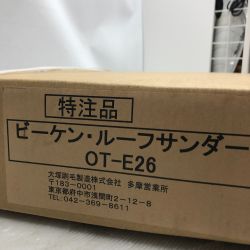 特注品
ビーケン・ルーフサンダー
OT-E26
大塚刷毛製造株式会社 多摩営業所
〒183-0001
東京都府中市浅間町2-12-8
TEL 042-369-8611